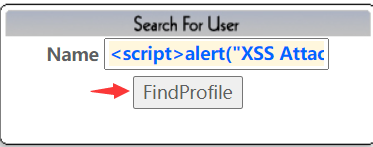 Search For User
Name <script>alert("XSS Attac
FindProfile